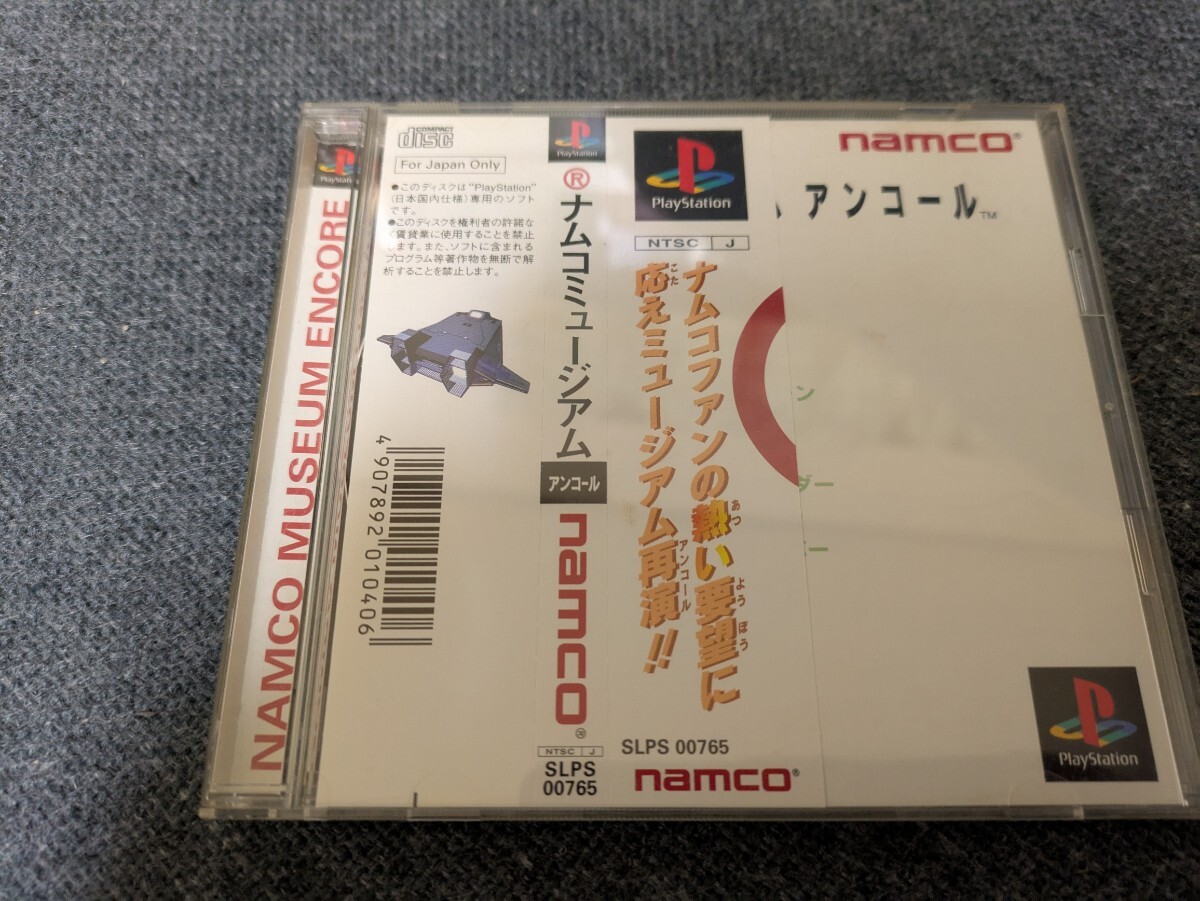 PlayStation
NAMCO MUSEUM ENCORE
COMPACT
disc
For Japan Only
●このディスクは"PlayStation"
(日本国内仕様)専用のソフト
です。
●このディスクを権利者の許諾な
く賃貸業に使用することを禁止
します。また、ソフトに含まれる
プログラム等著作物を無断で解
析することを禁止します。
4 907892 010406
PlayStation
®ナムコミュージアム
アンコール
namco®
NTSC J
SLPS
00765
PlayStation
NTSC J
ナムコファンの熱い要望に
あつ ようぼう
応えミュージアム再演!!
こた アンコール
SLPS 00765
namco®
namco®
アンコール™
ン
ダー
ー
PlayStation